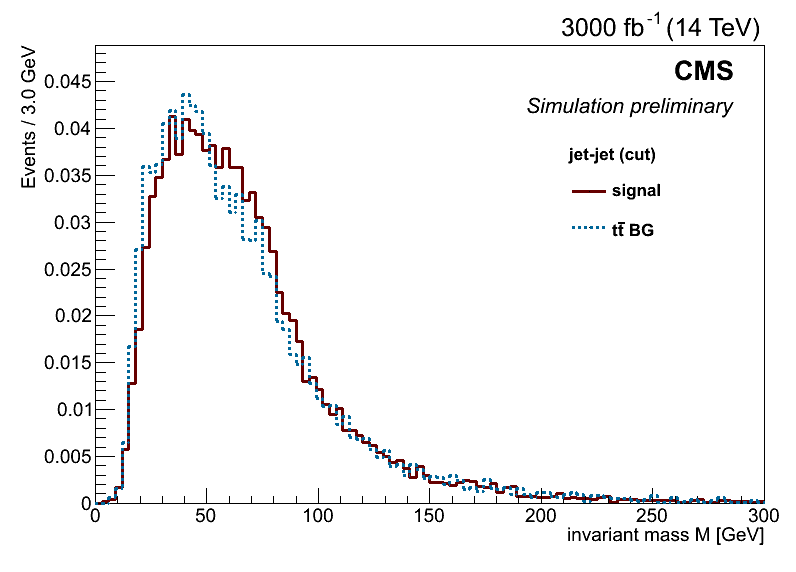 3000 fb⁻¹ (14 TeV)
CMS
Simulation preliminary
jet-jet (cut)
signal
tt̄ BG
Events / 3.0 GeV
0.045
0.04
0.035
0.03
0.025
0.02
0.015
0.01
0.005
0
0 50 100 150 200 250 300
invariant mass M [GeV]